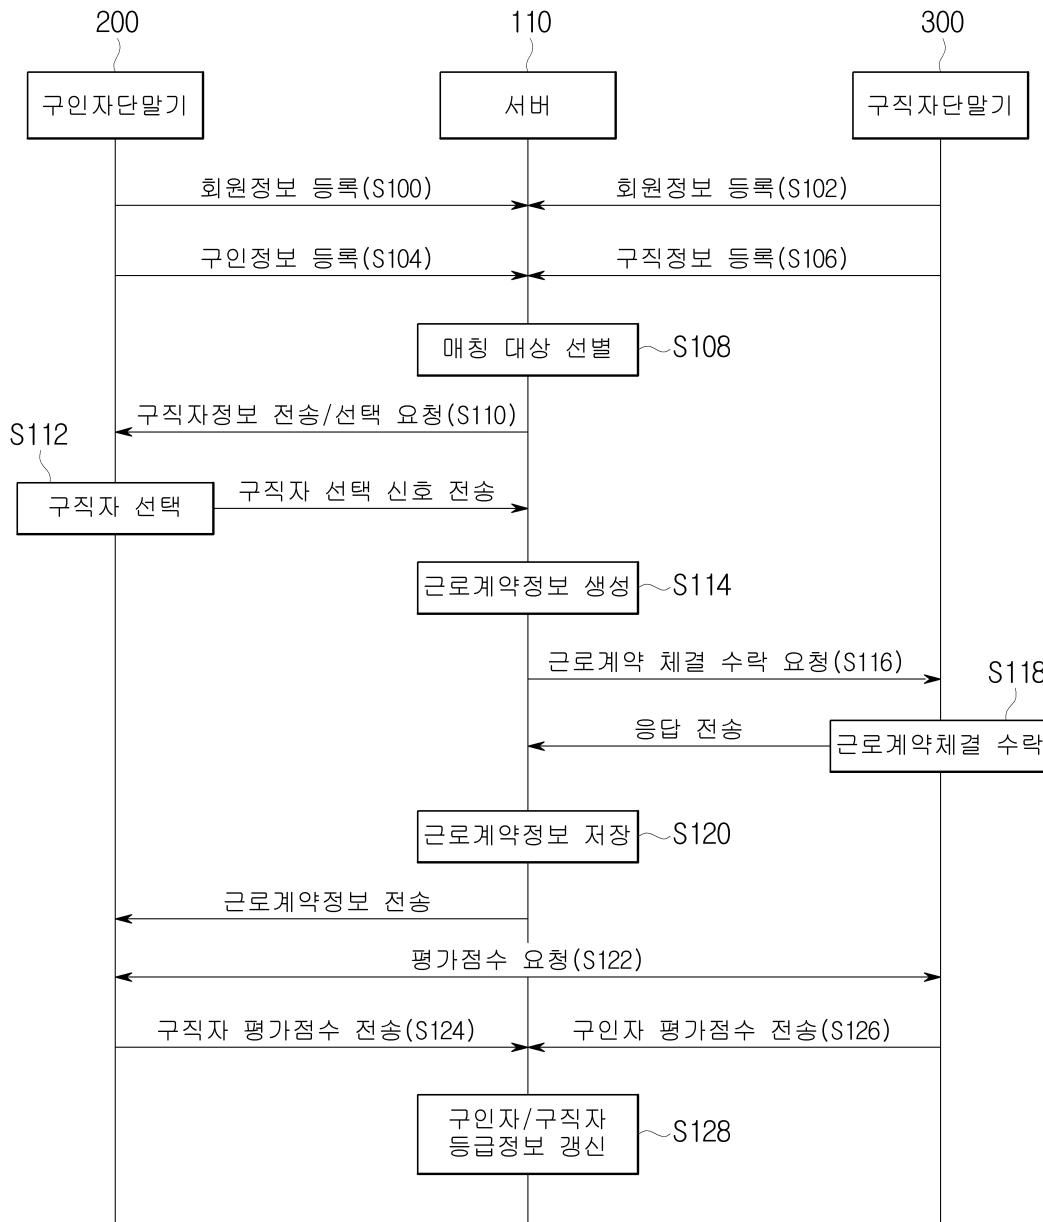 200
110
300
구인자단말기
서버
구직자단말기
회원정보 등록(S100)
회원정보 등록(S102)
구인정보 등록(S104)
구직정보 등록(S106)
매칭 대상 선별
S108
구직자정보 전송/선택 요청(S110)
S112
구직자 선택
구직자 선택 신호 전송
근로계약정보 생성
S114
근로계약 체결 수락 요청(S116)
S118
응답 전송
근로계약체결 수락
근로계약정보 저장
S120
근로계약정보 전송
평가점수 요청(S122)
구직자 평가점수 전송(S124)
구인자 평가점수 전송(S126)
구인자/구직자
등급정보 갱신
S128